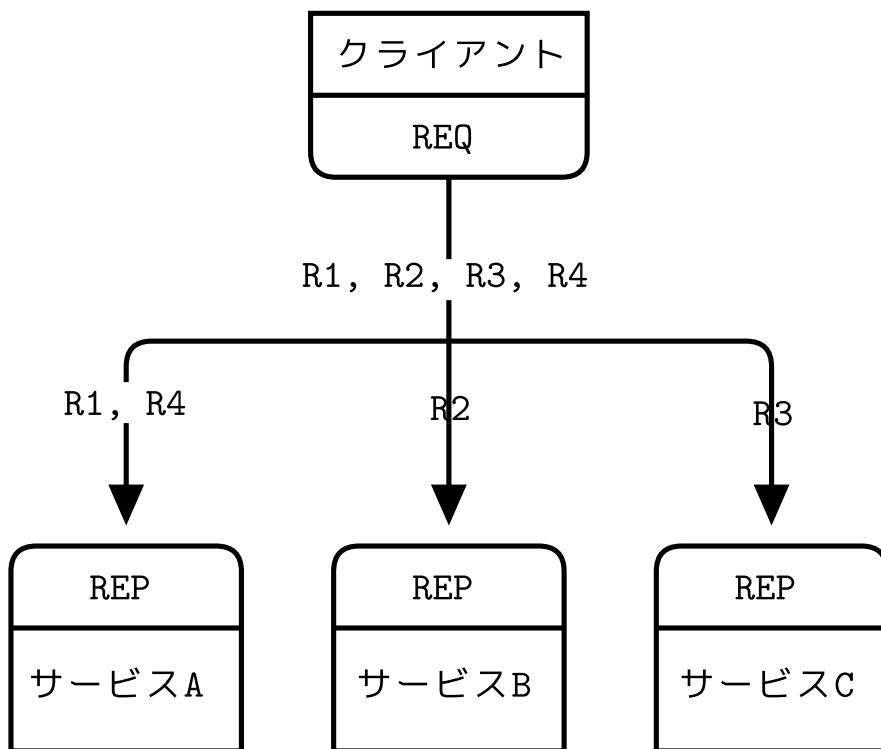 クライアント
REQ
R1, R2, R3, R4
R1, R4
R2
R3
REP
REP
REP
サービスA
サービスB
サービスC